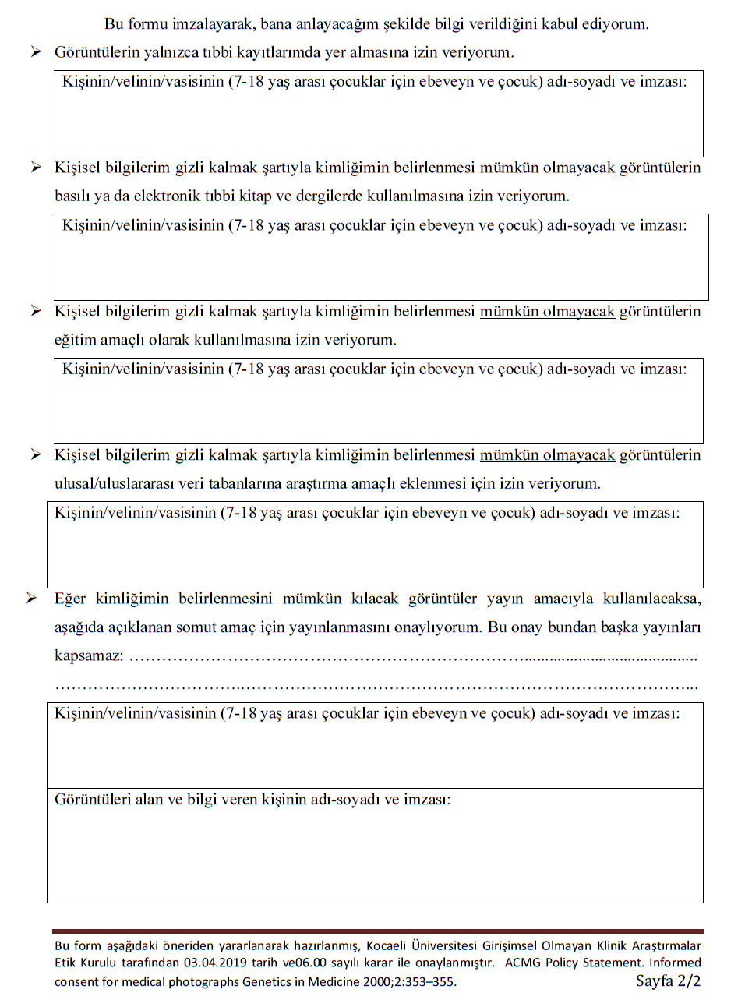 Bu formu imzalayarak, bana anlayacağım şekilde bilgi verildiğini kabul ediyorum.
➢ Görüntülerin yalnızca tıbbi kayıtlarımda yer almasına izin veriyorum.
Kişinin/velinin/vasisinin (7-18 yaş arası çocuklar için ebeveyn ve çocuk) adı-soyadı ve imzası:
➢ Kişisel bilgilerim gizli kalmak şartıyla kimliğimin belirlenmesi mümkün olmayacak görüntülerin
basılı ya da elektronik tıbbi kitap ve dergilerde kullanılmasına izin veriyorum.
Kişinin/velinin/vasisinin (7-18 yaş arası çocuklar için ebeveyn ve çocuk) adı-soyadı ve imzası:
➢ Kişisel bilgilerim gizli kalmak şartıyla kimliğimin belirlenmesi mümkün olmayacak görüntülerin
eğitim amaçlı olarak kullanılmasına izin veriyorum.
Kişinin/velinin/vasisinin (7-18 yaş arası çocuklar için ebeveyn ve çocuk) adı-soyadı ve imzası:
➢ Kişisel bilgilerim gizli kalmak şartıyla kimliğimin belirlenmesi mümkün olmayacak görüntülerin
ulusal/uluslararası veri tabanlarına araştırma amaçlı eklenmesi için izin veriyorum.
Kişinin/velinin/vasisinin (7-18 yaş arası çocuklar için ebeveyn ve çocuk) adı-soyadı ve imzası:
➢ Eğer kimliğimin belirlenmesini mümkün kılacak görüntüler yayın amacıyla kullanılacaksa,
aşağıda açıklanan somut amaç için yayınlanmasını onaylıyorum. Bu onay bundan başka yayınları
kapsamaz: ……………………………………………………………….........................................
…………………………….…………………………………………………………………………...
Kişinin/velinin/vasisinin (7-18 yaş arası çocuklar için ebeveyn ve çocuk) adı-soyadı ve imzası:
Görüntüleri alan ve bilgi veren kişinin adı-soyadı ve imzası:
Bu form aşağıdaki öneriden yararlanarak hazırlanmış, Kocaeli Üniversitesi Girişimsel Olmayan Klinik Araştırmalar
Etik Kurulu tarafından 03.04.2019 tarih ve06.00 sayılı karar ile onaylanmıştır. ACMG Policy Statement. Informed
consent for medical photographs Genetics in Medicine 2000;2:353–355. Sayfa 2/2